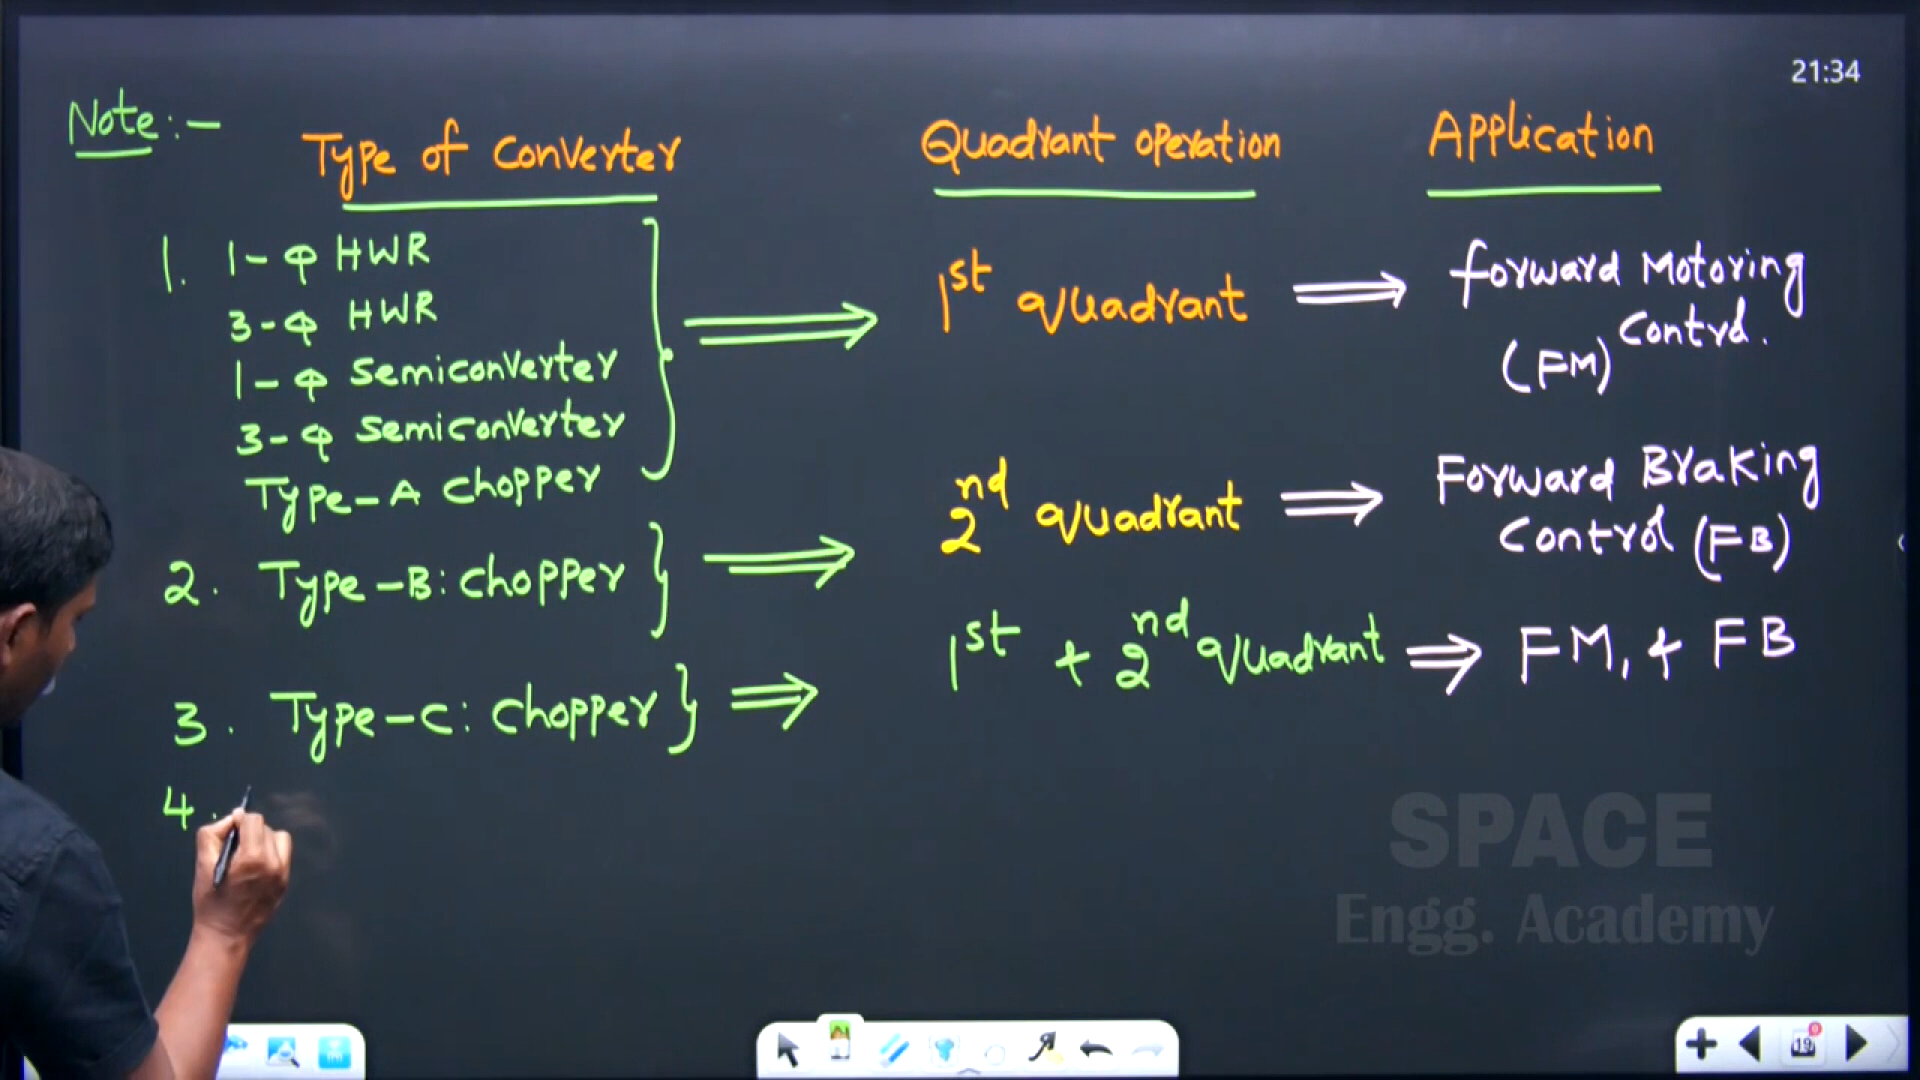 21:34
Note:-
Type of Converter
Quadrant operation
Application
1. 1-φ HWR
3-φ HWR
1-φ Semiconverter
3-φ Semiconverter
Type-A Chopper
1st quadrant
forward Motoring
Control.
(FM)
2. Type-B: Chopper
2nd quadrant
Forward Braking
Control (FB)
3. Type-C: Chopper
1st + 2nd quadrant
FM, + FB
4.
SPACE
Engg. Academy
19